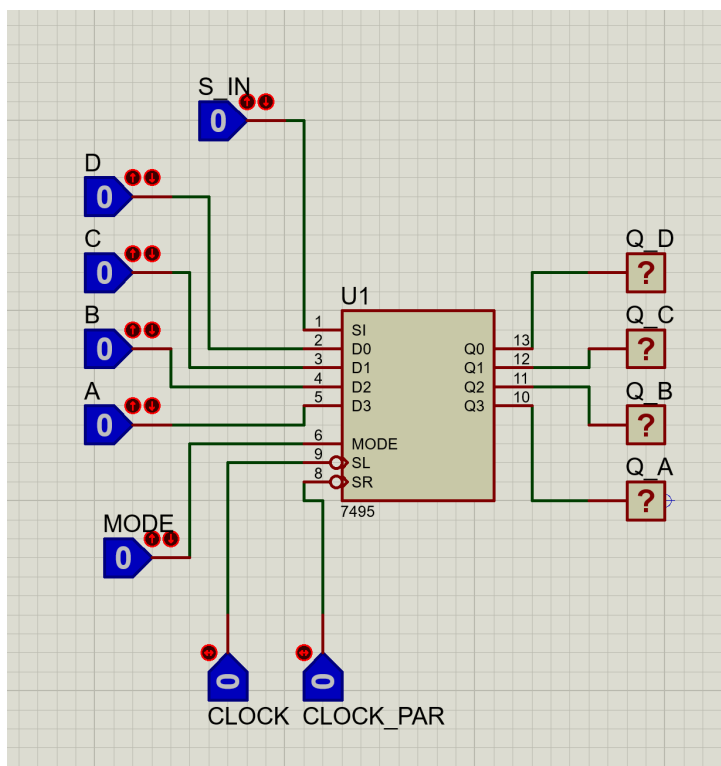 S_IN
0
D
0
C
0
B
0
A
0
MODE
0
U1
1 SI
2 D0
3 D1
4 D2
5 D3
6 MODE
9 SL
8 SR
Q0 13
Q1 12
Q2 11
Q3 10
7495
Q_D
?
Q_C
?
Q_B
?
Q_A
?
0
0
CLOCK
CLOCK_PAR